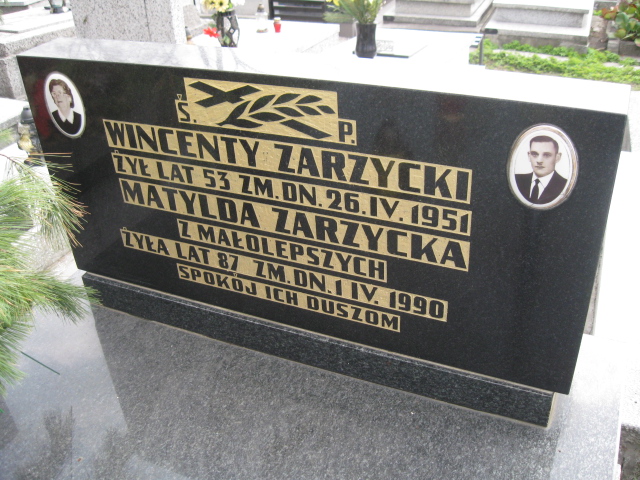 Ś. P.
WINCENTY ZARZYCKI
ŻYŁ LAT 53 ZM. DN. 26. IV. 1951
MATYLDA ZARZYCKA
Z MAŁOLEPSZYCH
ŻYŁA LAT 87 ZM. DN. 1 IV. 1990
SPOKÓJ ICH DUSZOM